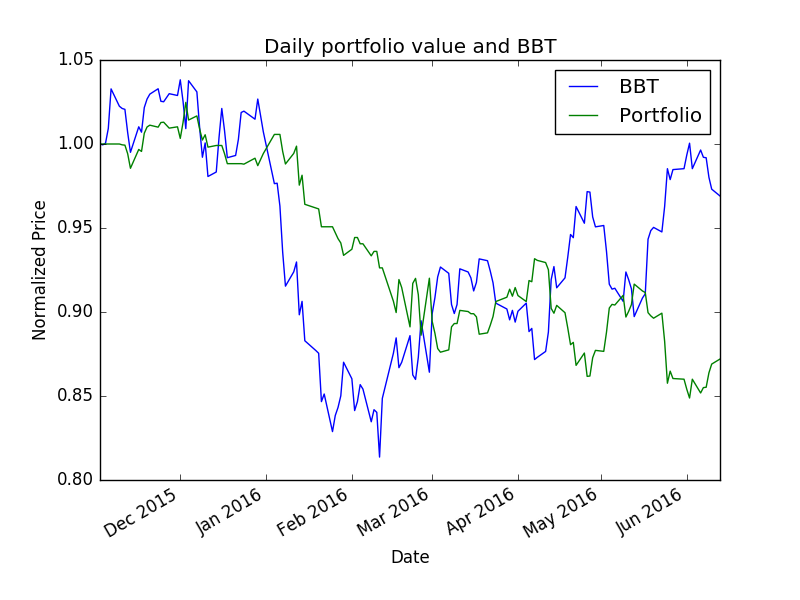 Daily portfolio value and BBT
BBT
Portfolio
1.05
1.00
0.95
0.90
0.85
0.80
Normalized Price
Dec 2015
Jan 2016
Feb 2016
Mar 2016
Apr 2016
May 2016
Jun 2016
Date